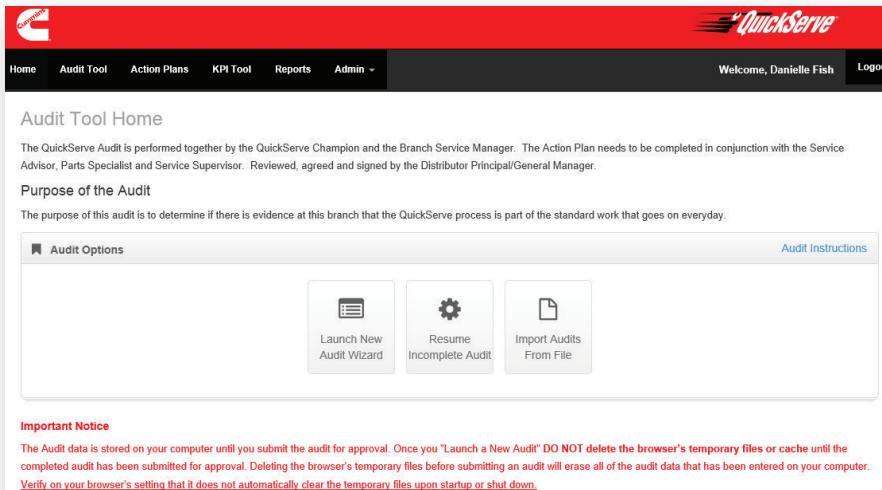 Cummins
QuickServe
Home Audit Tool Action Plans KPI Tool Reports Admin Welcome, Danielle Fish
Audit Tool Home
The QuickServe Audit is performed together by the QuickServe Champion and the Branch Service Manager. The Action Plan needs to be completed in conjunction with the Service
Advisor, Parts Specialist and Service Supervisor. Reviewed, agreed and signed by the Distributor Principal/General Manager.
Purpose of the Audit
The purpose of this audit is to determine if there is evidence at this branch that the QuickServe process is part of the standard work that goes on everyday.
Audit Options Audit Instructions
Launch New Resume Import Audits
Audit Wizard Incomplete Audit From File
Important Notice
The Audit data is stored on your computer until you submit the audit for approval. Once you "Launch a New Audit" DO NOT delete the browser's temporary files or cache until the
completed audit has been submitted for approval. Deleting the browser's temporary files before submitting an audit will erase all of the audit data that has been entered on your computer.
Verify on your browser's setting that it does not automatically clear the temporary files upon startup or shut down.